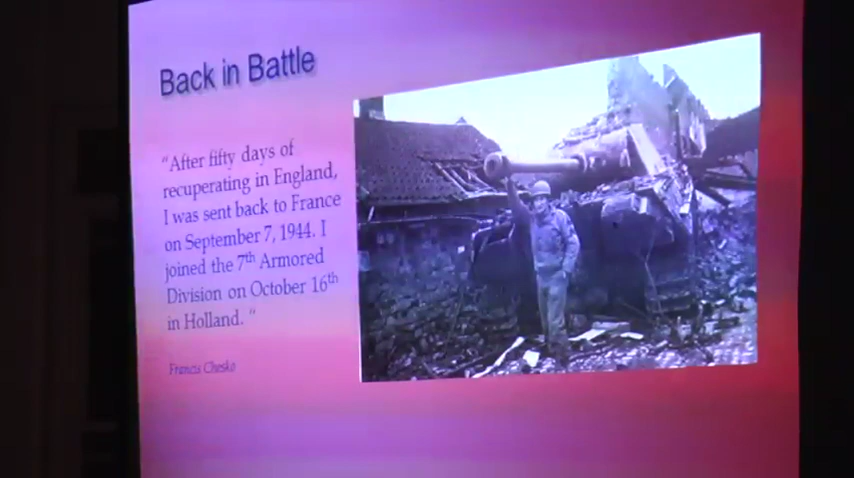 Back in Battle
“After fifty days of
recuperating in England,
I was sent back to France
on September 7, 1944. I
joined the 7th Armored
Division on October 16th
in Holland. ”
Francis Chesko